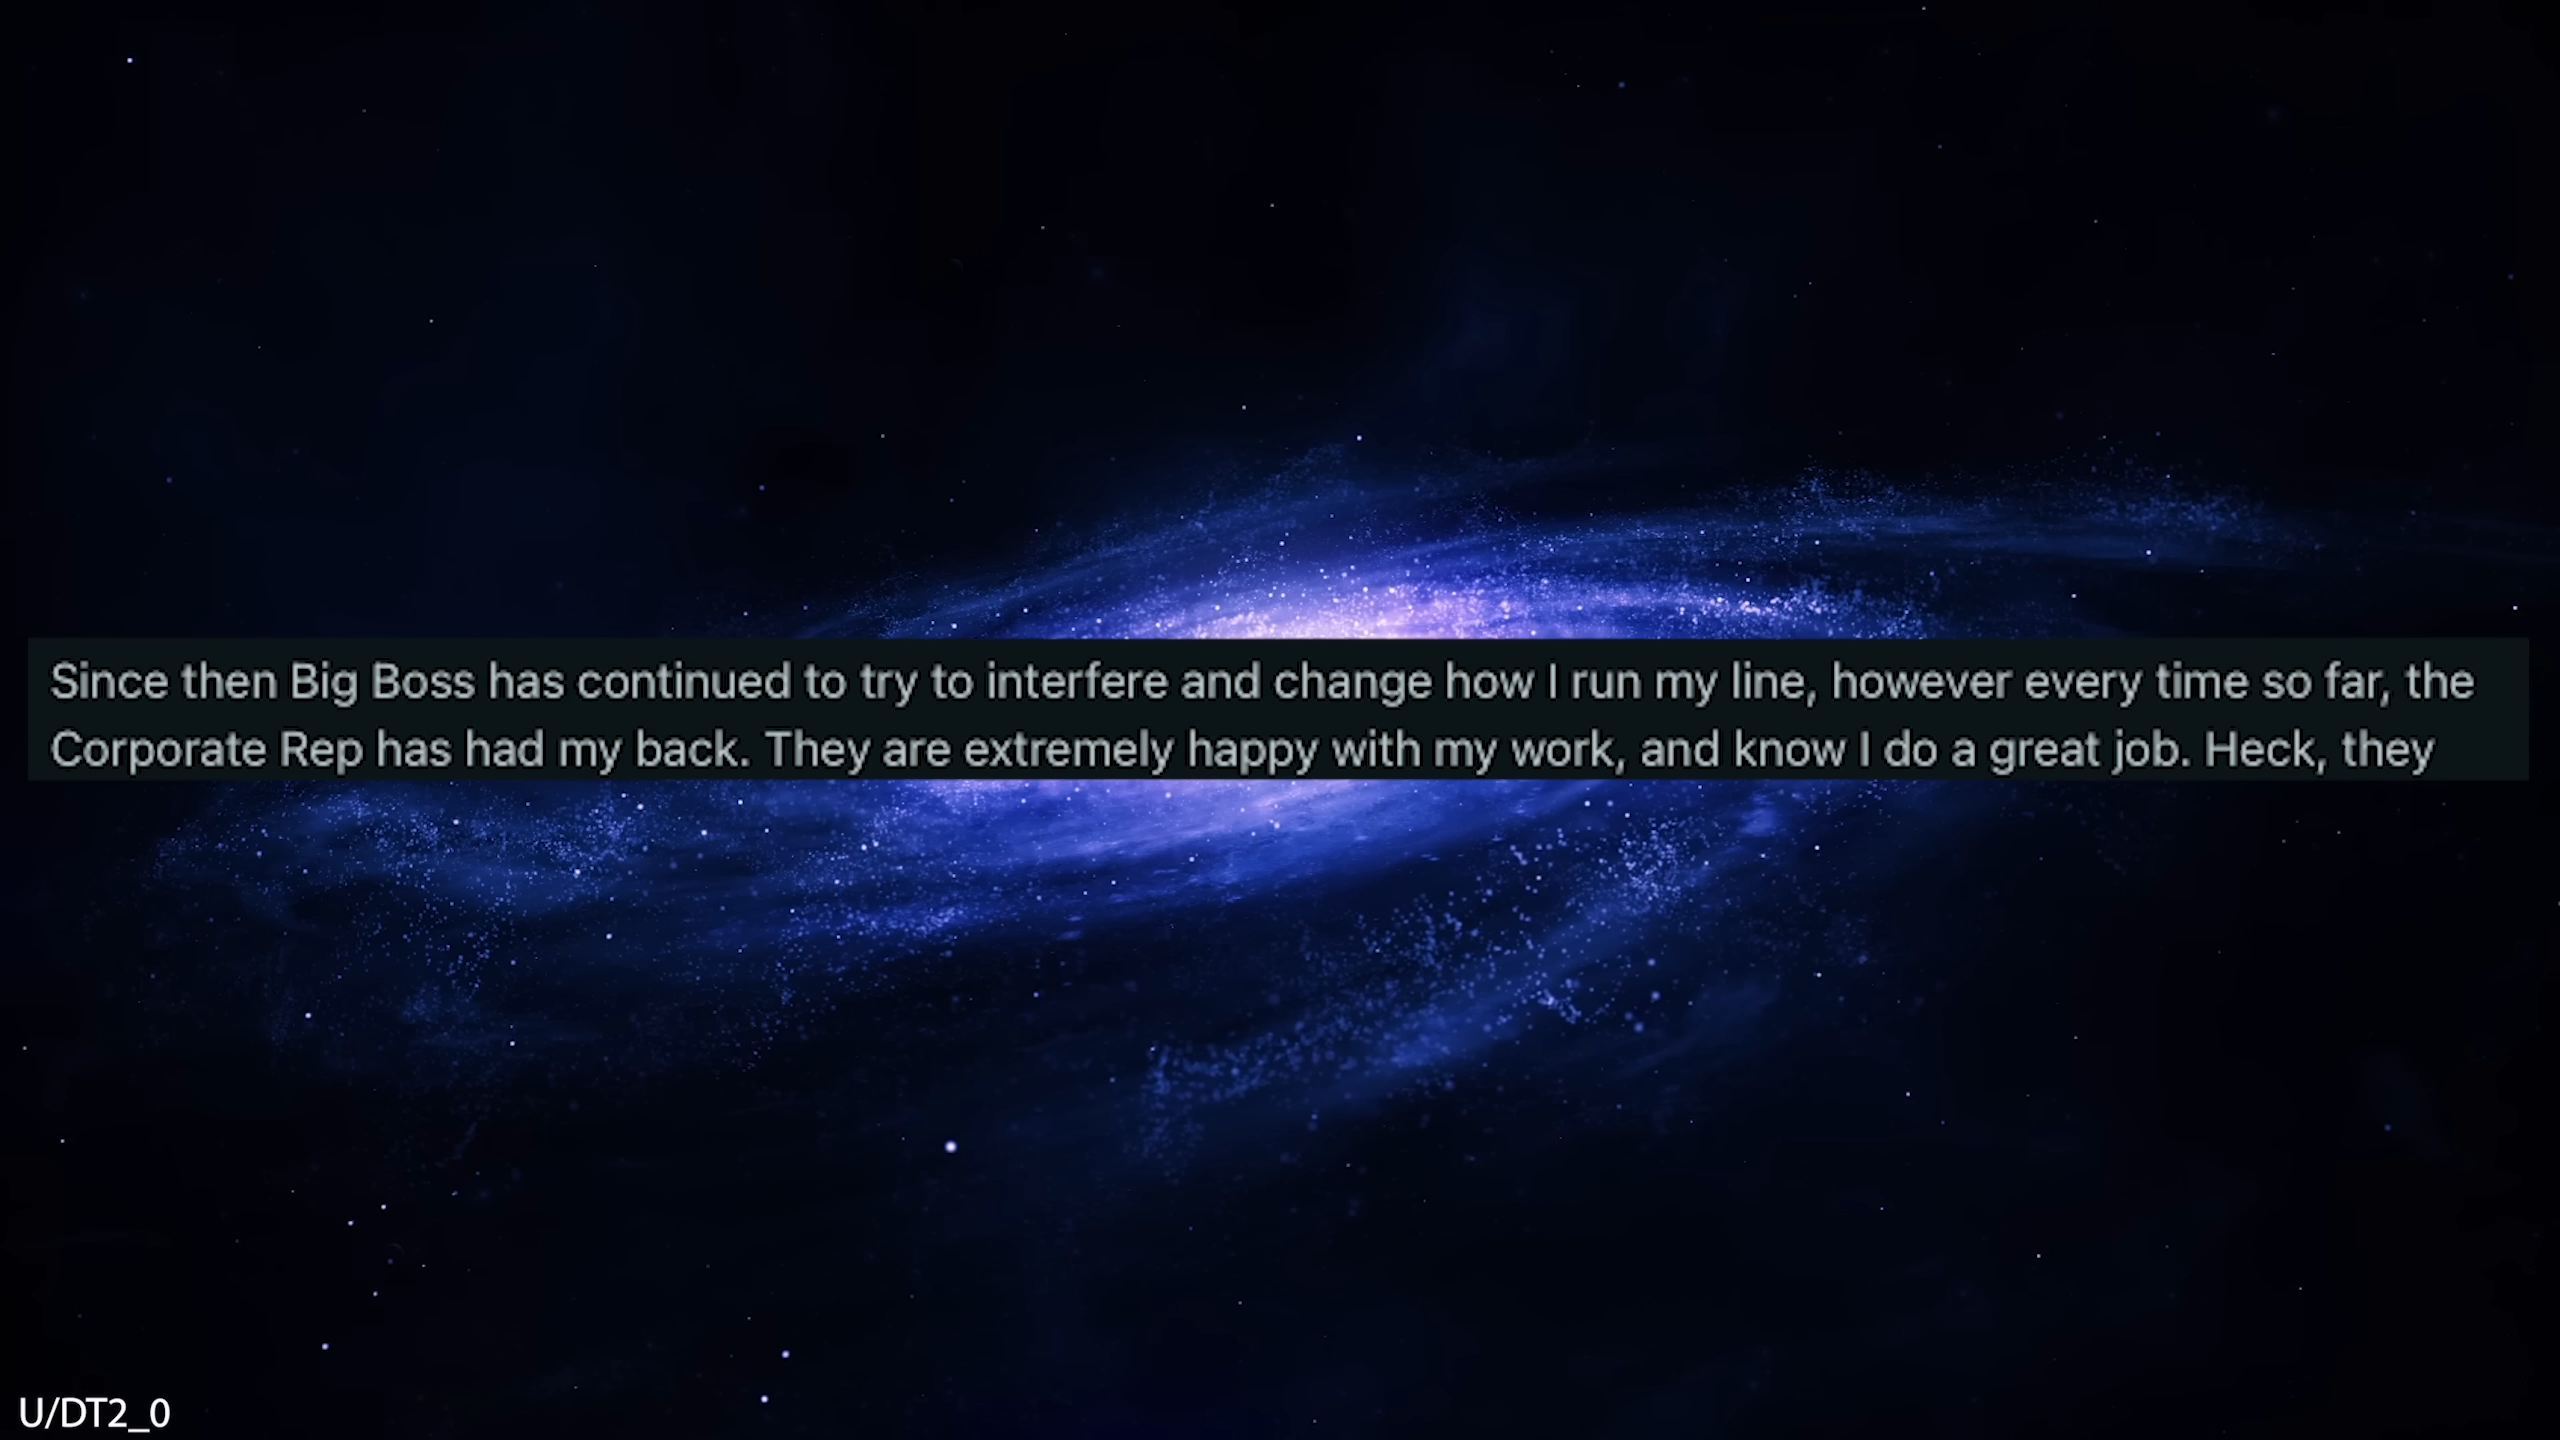 Since then Big Boss has continued to try to interfere and change how I run my line, however every time so far, the
Corporate Rep has had my back. They are extremely happy with my work, and know I do a great job. Heck, they
U/DT2_0